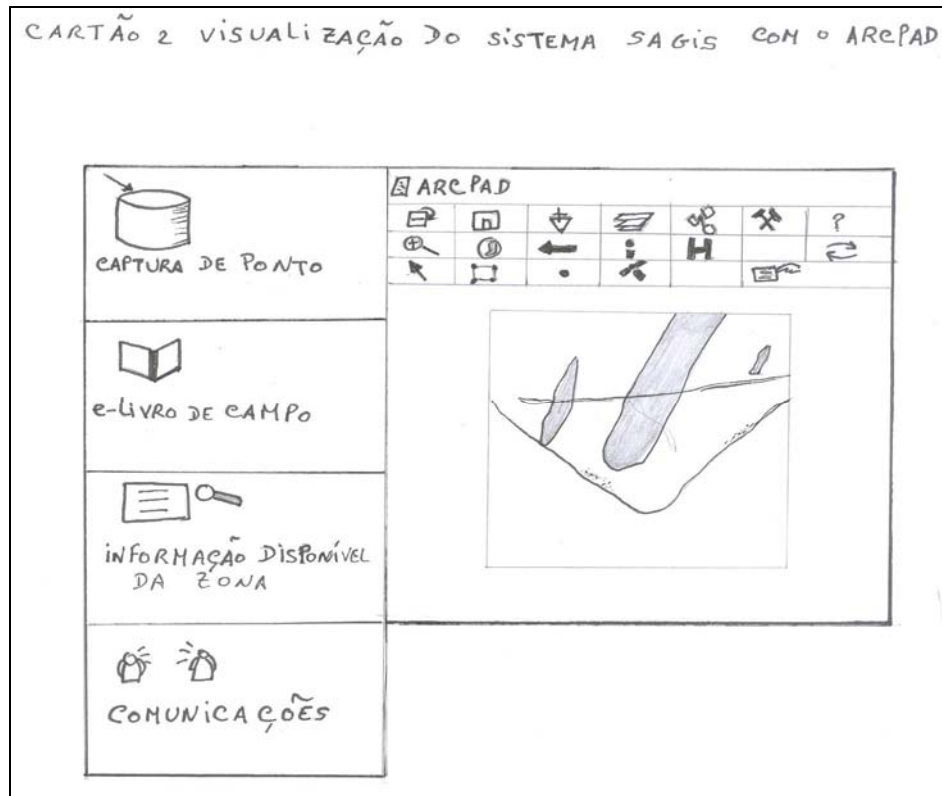 CARTÃO 2 VISUALIZAÇÃO DO SISTEMA SAGIS COM O ARCPAD
CAPTURA DE PONTO
e-LIVRO DE CAMPO
INFORMAÇÃO DISPONÍVEL
DA ZONA
COMUNICAÇÕES
ARCPAD
?
i
H